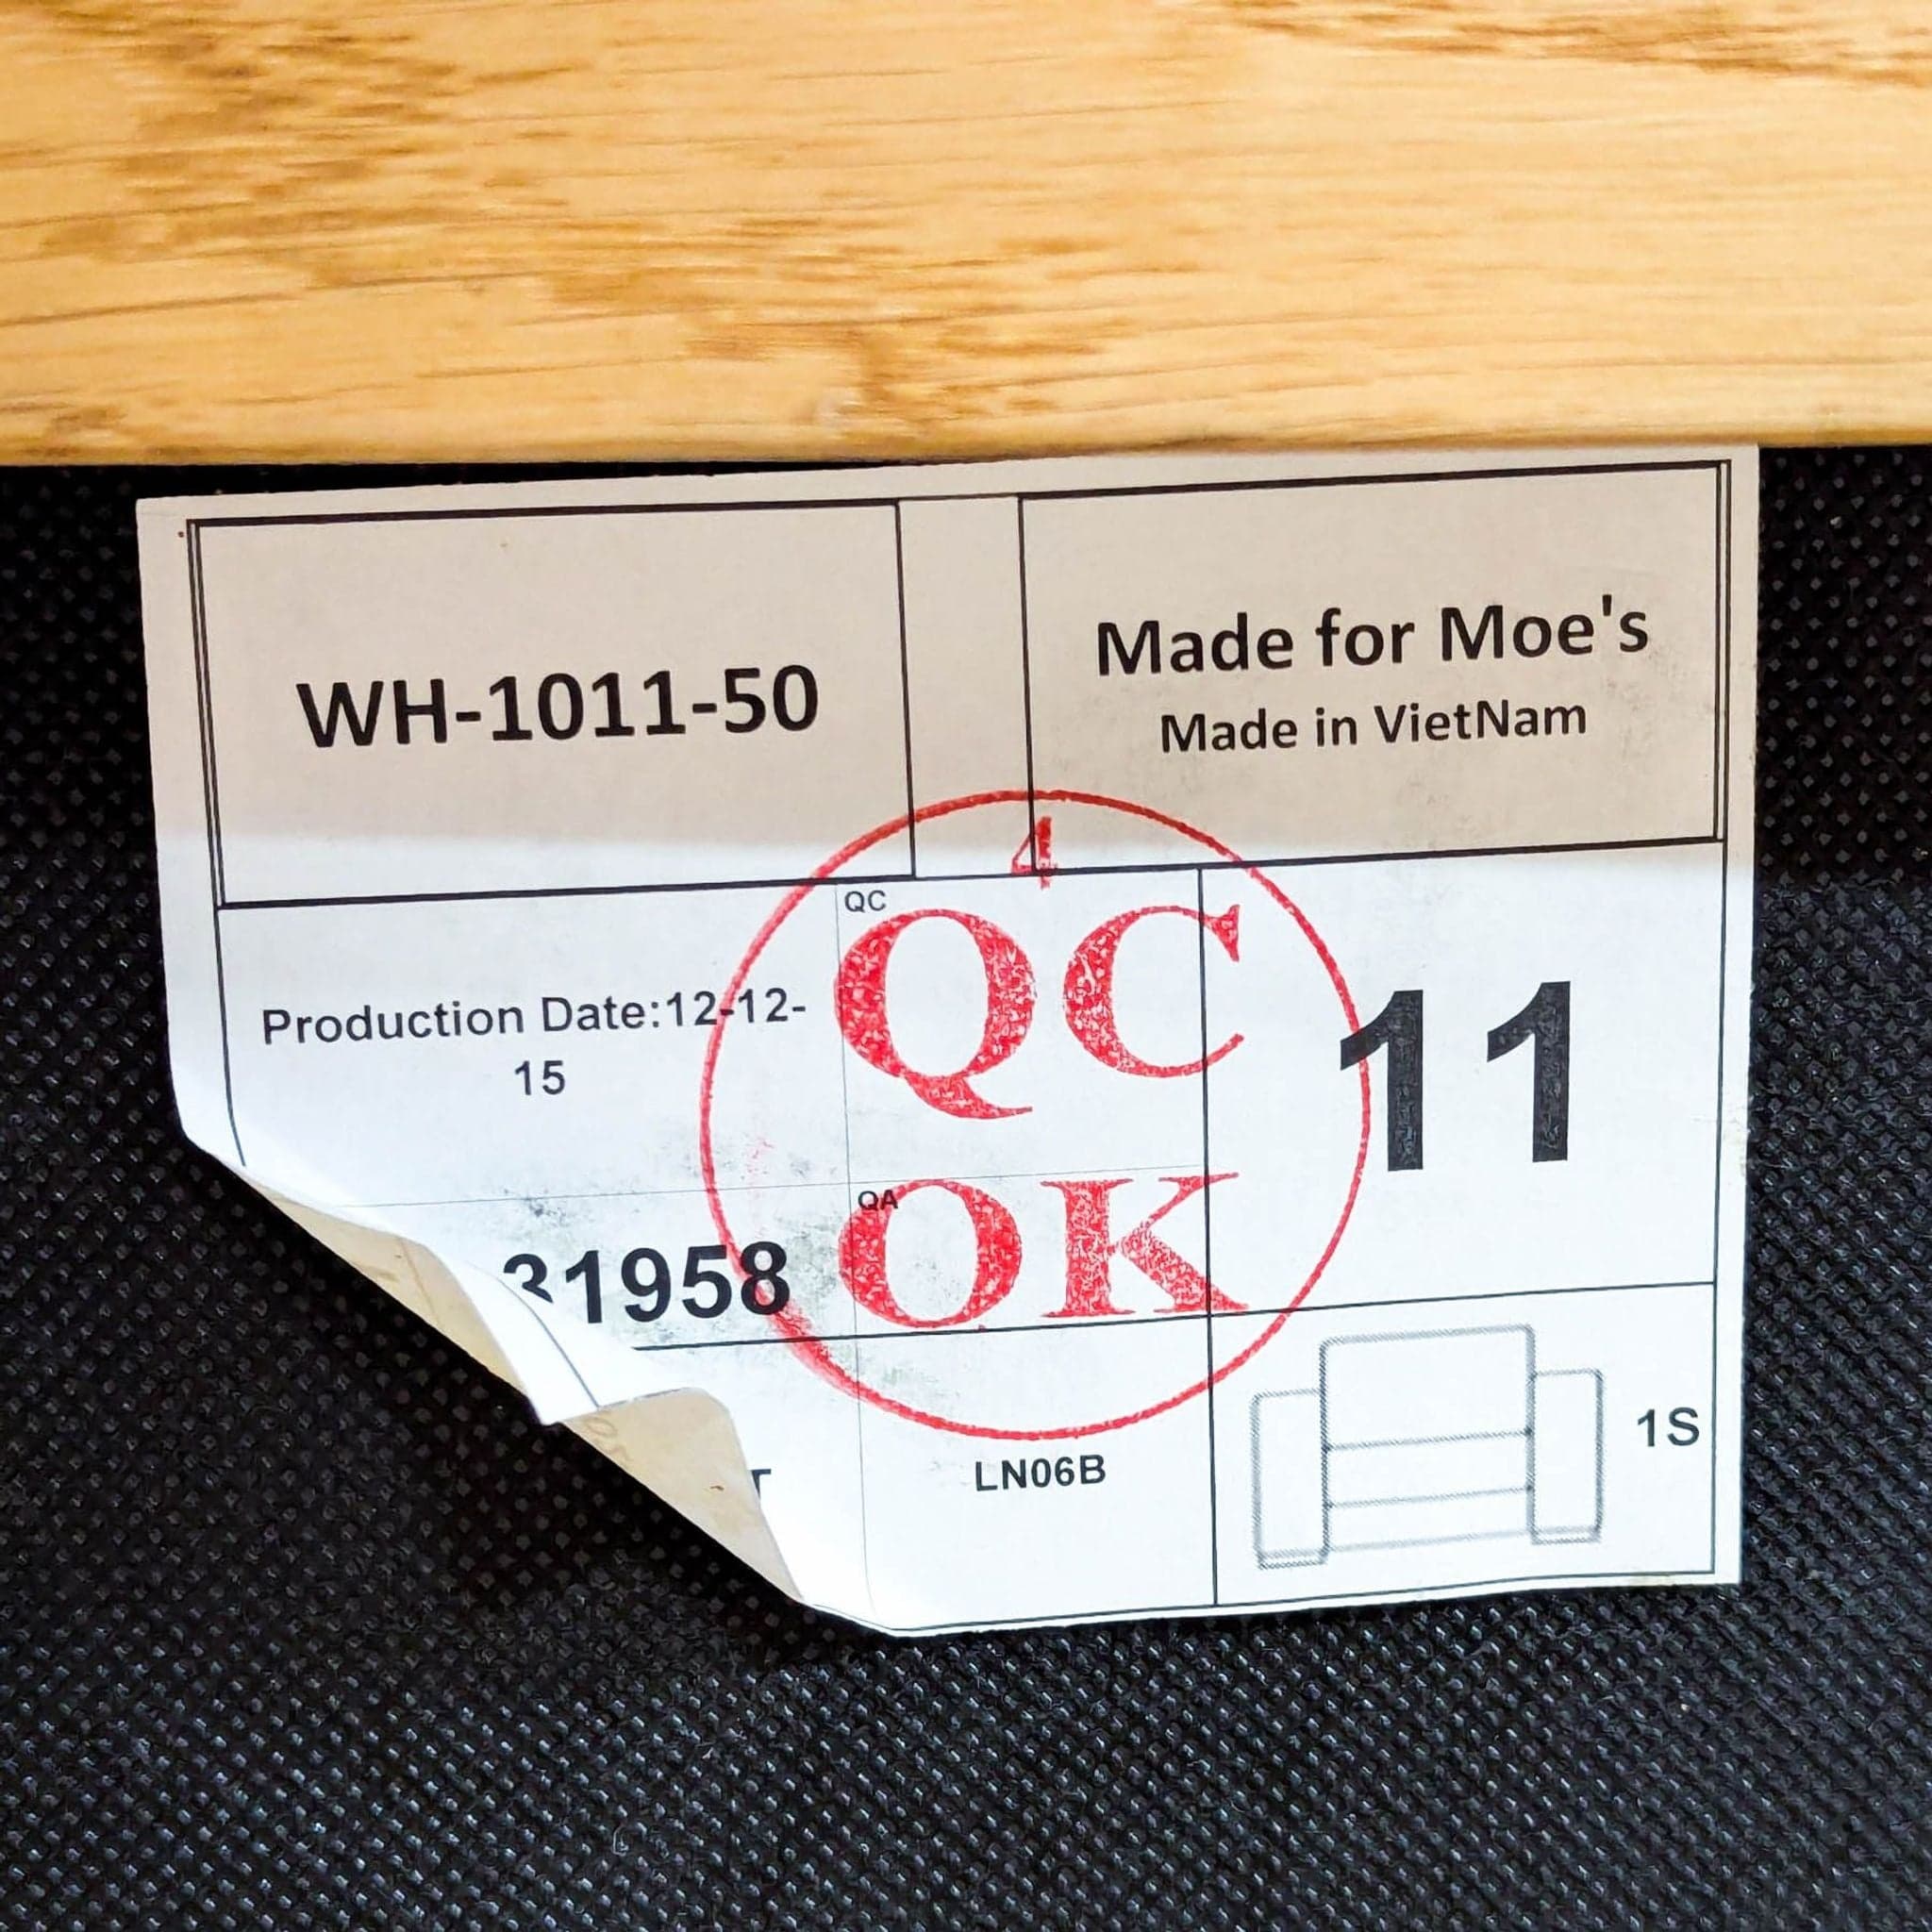 WH-1011-50
Made for Moe's
Made in VietNam
4
QC
QC
Production Date:12-12-
15
11
QA
OK
31958
T
LN06B
1S